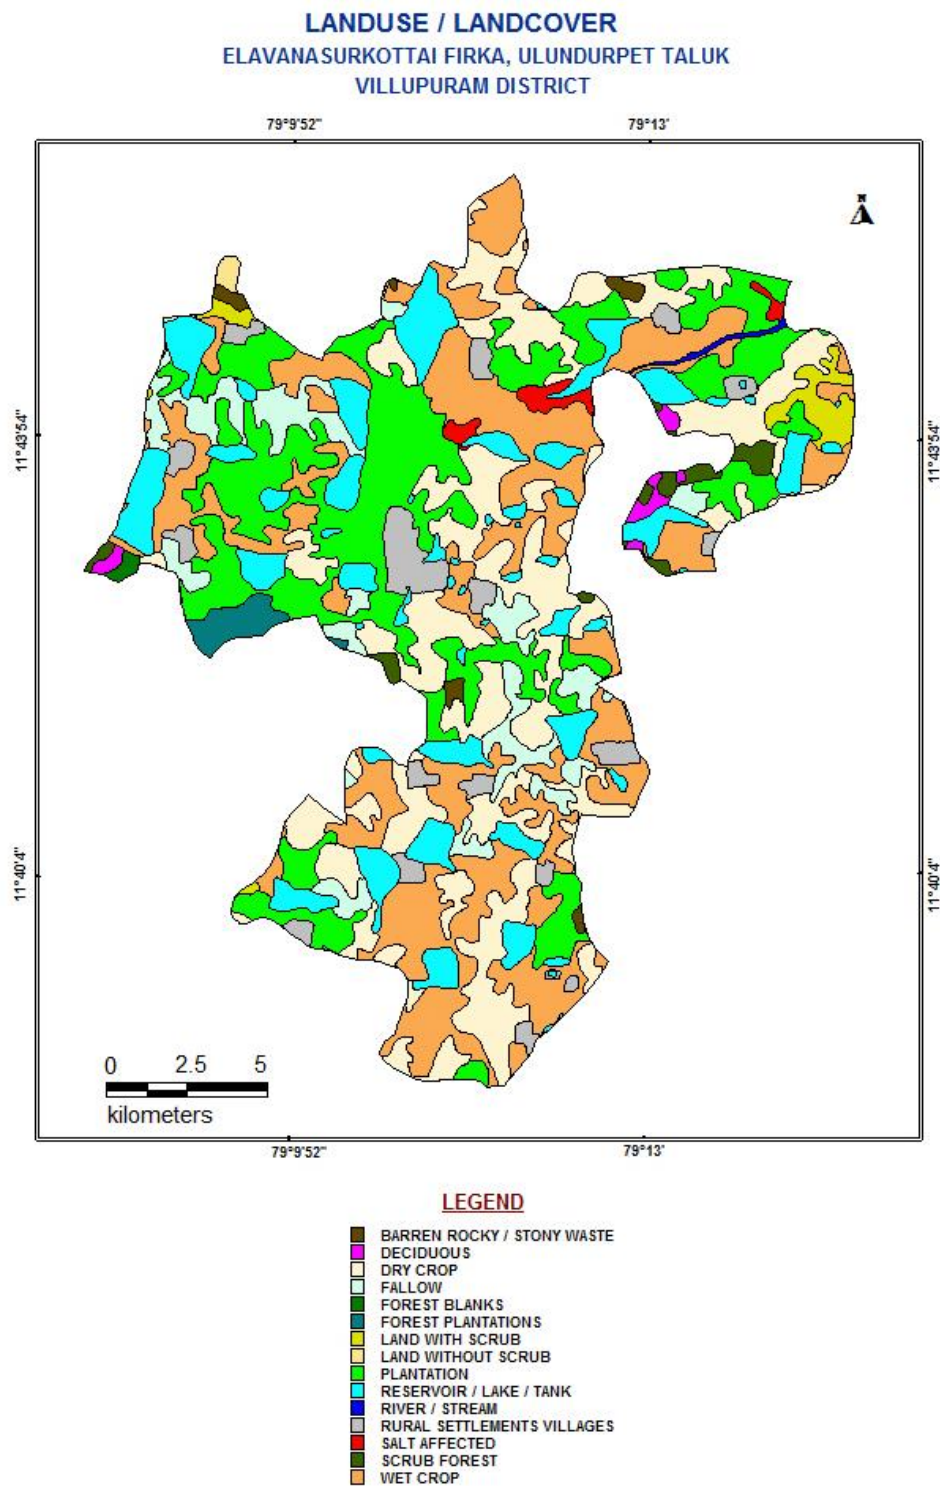 LANDUSE / LANDCOVER
ELAVANASURKOTTAI FIRKA, ULUNDURPET TALUK
VILLUPURAM DISTRICT
79°9'52"
79°13'
N
11°43'54"
11°43'54"
11°40'4"
11°40'4"
0 2.5 5
kilometers
79°9'52"
79°13'
LEGEND
BARREN ROCKY / STONY WASTE
DECIDUOUS
DRY CROP
FALLOW
FOREST BLANKS
FOREST PLANTATIONS
LAND WITH SCRUB
LAND WITHOUT SCRUB
PLANTATION
RESERVOIR / LAKE / TANK
RIVER / STREAM
RURAL SETTLEMENTS VILLAGES
SALT AFFECTED
SCRUB FOREST
WET CROP